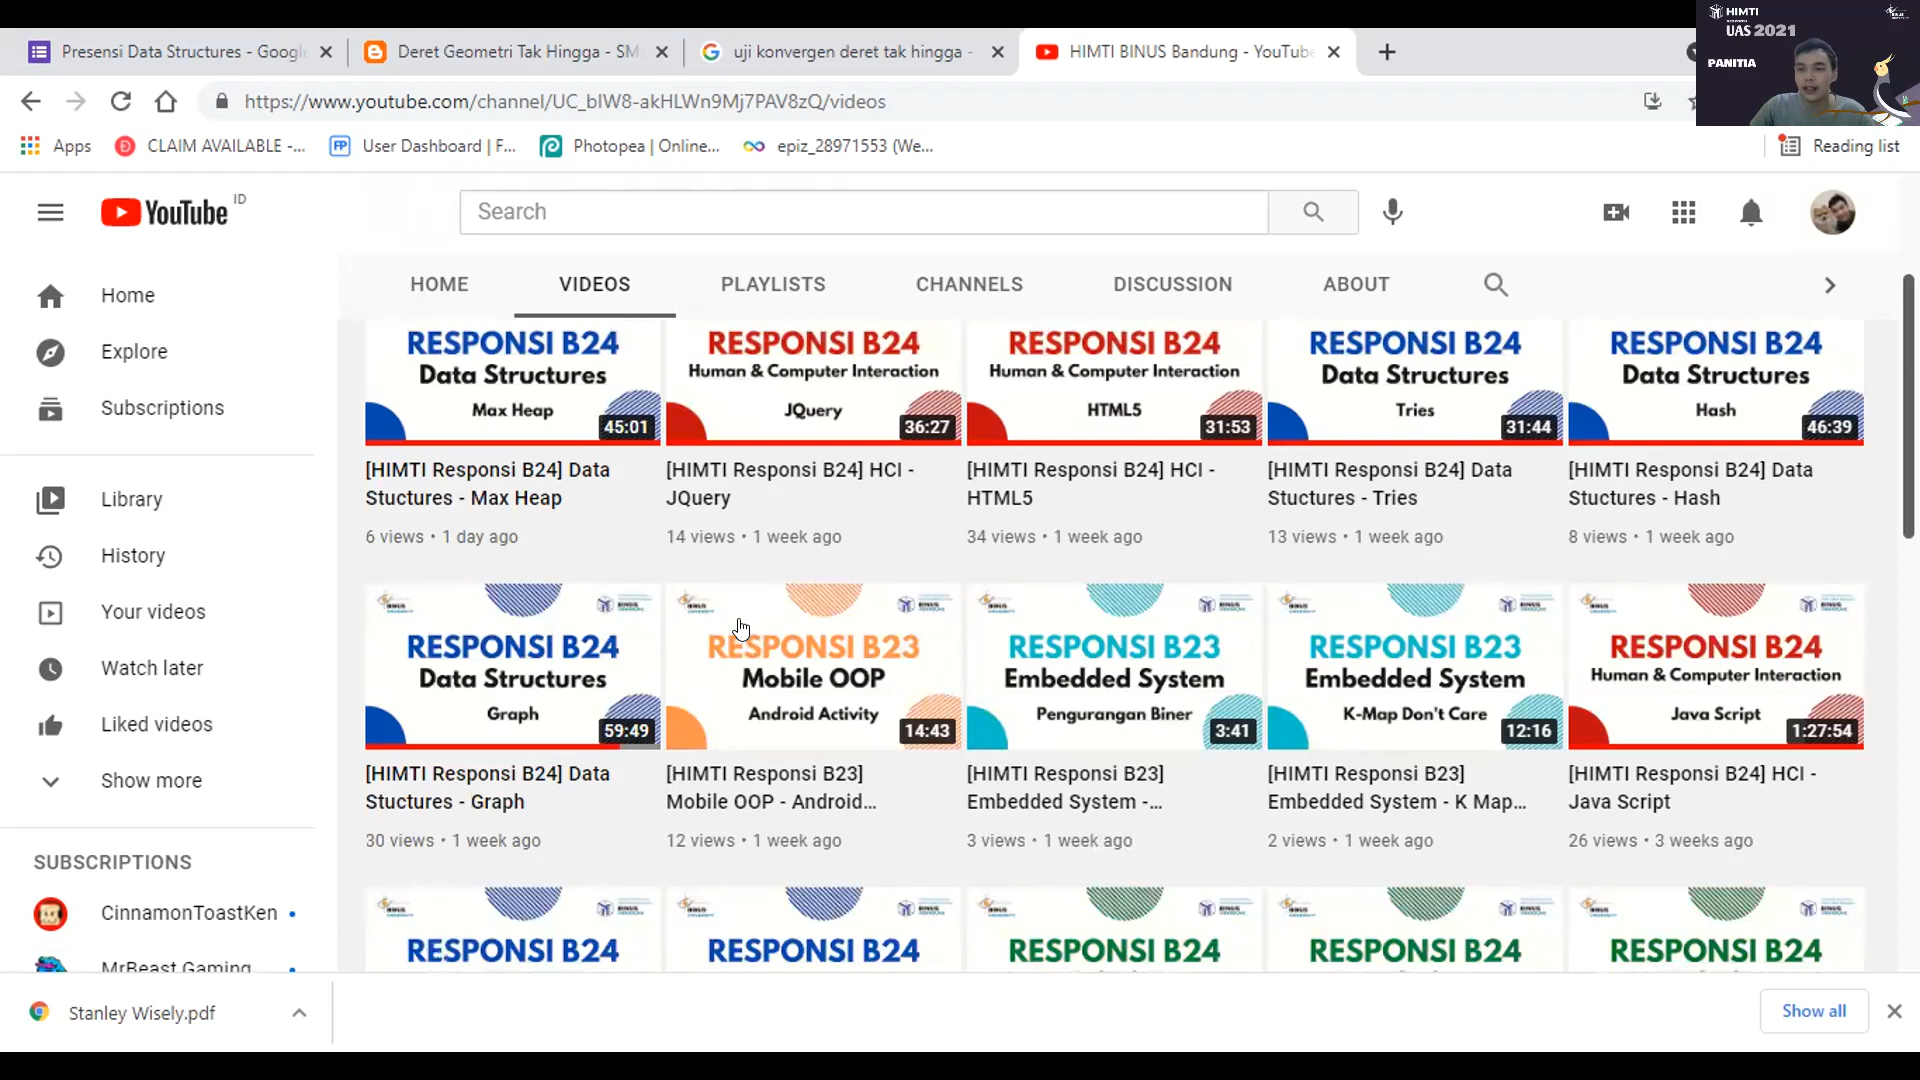 HIMTI
UAS 2021
PANITIA
Presensi Data Structures - Googl
Deret Geometri Tak Hingga - SM
uji konvergen deret tak hingga -
HIMTI BINUS Bandung - YouTube
https://www.youtube.com/channel/UC_bIW8-akHLWn9Mj7PAV8zQ/videos
Apps
CLAIM AVAILABLE -...
FP
User Dashboard | F...
Photopea | Online...
epiz_28971553 (We...
Reading list
YouTube ID
Search
Home
Explore
Subscriptions
Library
History
Your videos
Watch later
Liked videos
Show more
SUBSCRIPTIONS
CinnamonToastKen
MrBeast Gaming
HOME
VIDEOS
PLAYLISTS
CHANNELS
DISCUSSION
ABOUT
RESPONSI B24
Data Structures
Max Heap
45:01
[HIMTI Responsi B24] Data
Stuctures - Max Heap
6 views • 1 day ago
RESPONSI B24
Human & Computer Interaction
JQuery
36:27
[HIMTI Responsi B24] HCI -
JQuery
14 views • 1 week ago
RESPONSI B24
Human & Computer Interaction
HTML5
31:53
[HIMTI Responsi B24] HCI -
HTML5
34 views • 1 week ago
RESPONSI B24
Data Structures
Tries
31:44
[HIMTI Responsi B24] Data
Stuctures - Tries
13 views • 1 week ago
RESPONSI B24
Data Structures
Hash
46:39
[HIMTI Responsi B24] Data
Stuctures - Hash
8 views • 1 week ago
RESPONSI B24
Data Structures
Graph
59:49
[HIMTI Responsi B24] Data
Stuctures - Graph
30 views • 1 week ago
RESPONSI B23
Mobile OOP
Android Activity
14:43
[HIMTI Responsi B23]
Mobile OOP - Android...
12 views • 1 week ago
RESPONSI B23
Embedded System
Pengurangan Biner
3:41
[HIMTI Responsi B23]
Embedded System -...
3 views • 1 week ago
RESPONSI B23
Embedded System
K-Map Don't Care
12:16
[HIMTI Responsi B23]
Embedded System - K Map...
2 views • 1 week ago
RESPONSI B24
Human & Computer Interaction
Java Script
1:27:54
[HIMTI Responsi B24] HCI -
Java Script
26 views • 3 weeks ago
RESPONSI B24
RESPONSI B24
RESPONSI B24
RESPONSI B24
RESPONSI B24
Stanley Wisely.pdf
Show all